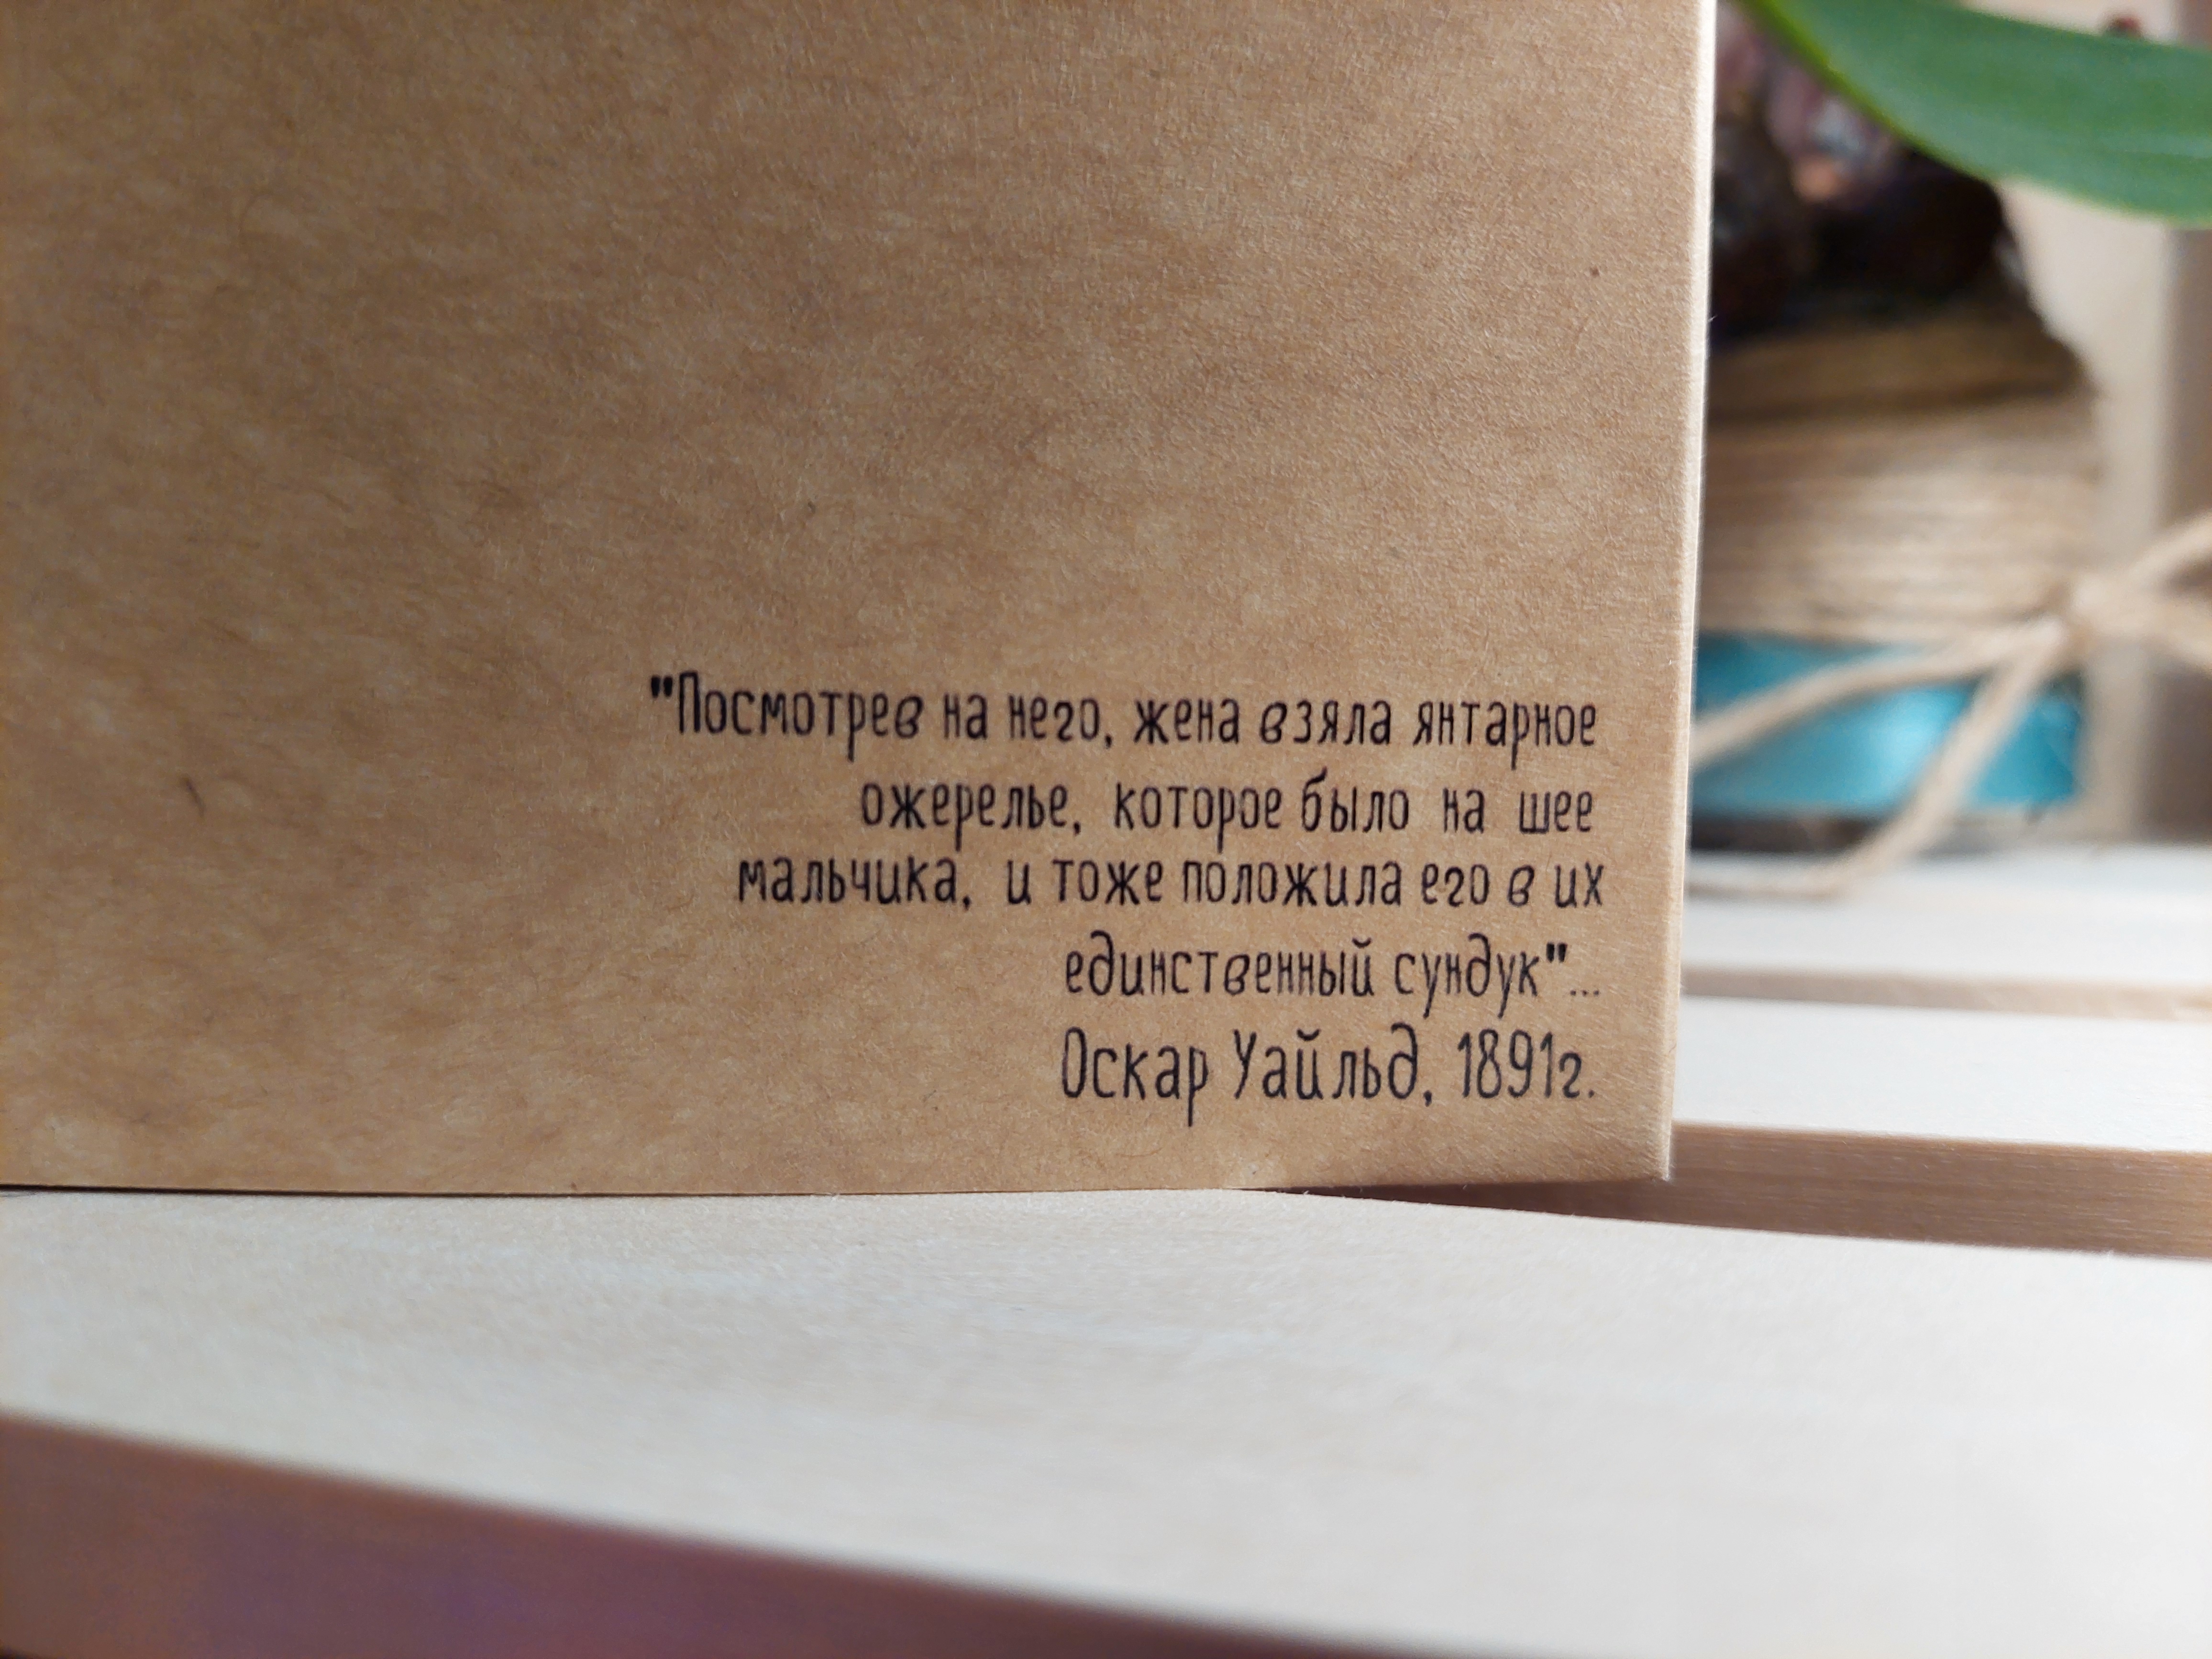 "Посмотрев на него, жена взяла янтарное
ожерелье, которое было на шее
мальчика, и тоже положила его в их
единственный сундук"...
Оскар Уайльд, 1891г.